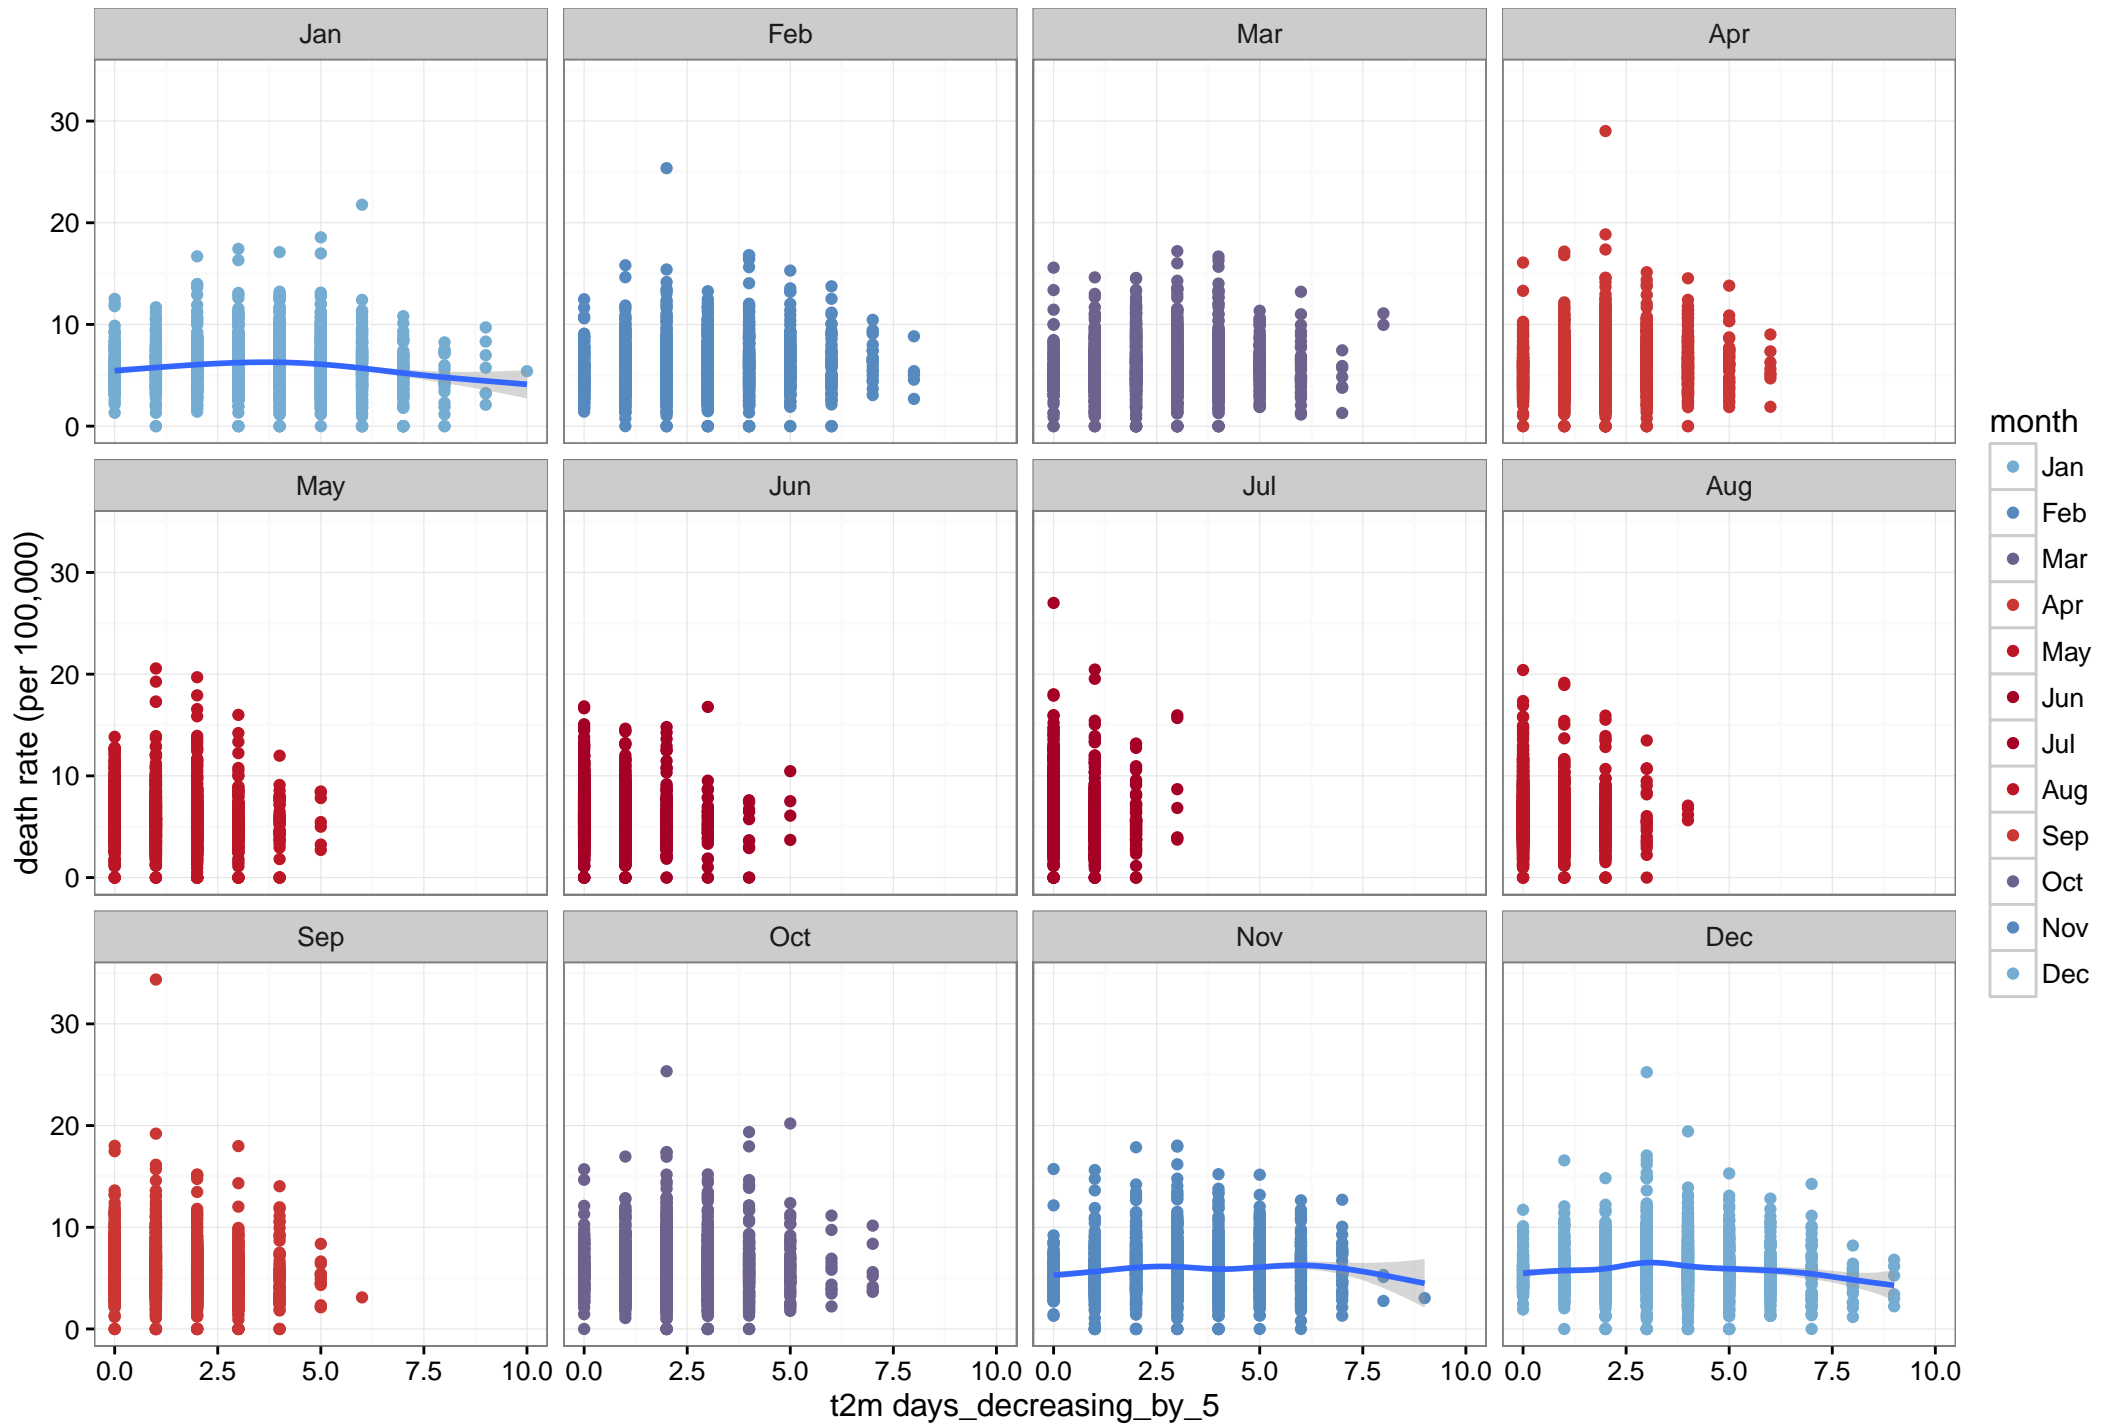 Jan Feb Mar Apr
30
20
10
0
month
Jan
Feb
Mar
Apr
May
Jun
Jul
Aug
Sep
Oct
Nov
Dec
May Jun Jul Aug
30
20
10
0
death rate (per 100,000)
Sep Oct Nov Dec
30
20
10
0
0.0 2.5 5.0 7.5 10.0 0.0 2.5 5.0 7.5 10.0 0.0 2.5 5.0 7.5 10.0 0.0 2.5 5.0 7.5 10.0
t2m days_decreasing_by_5